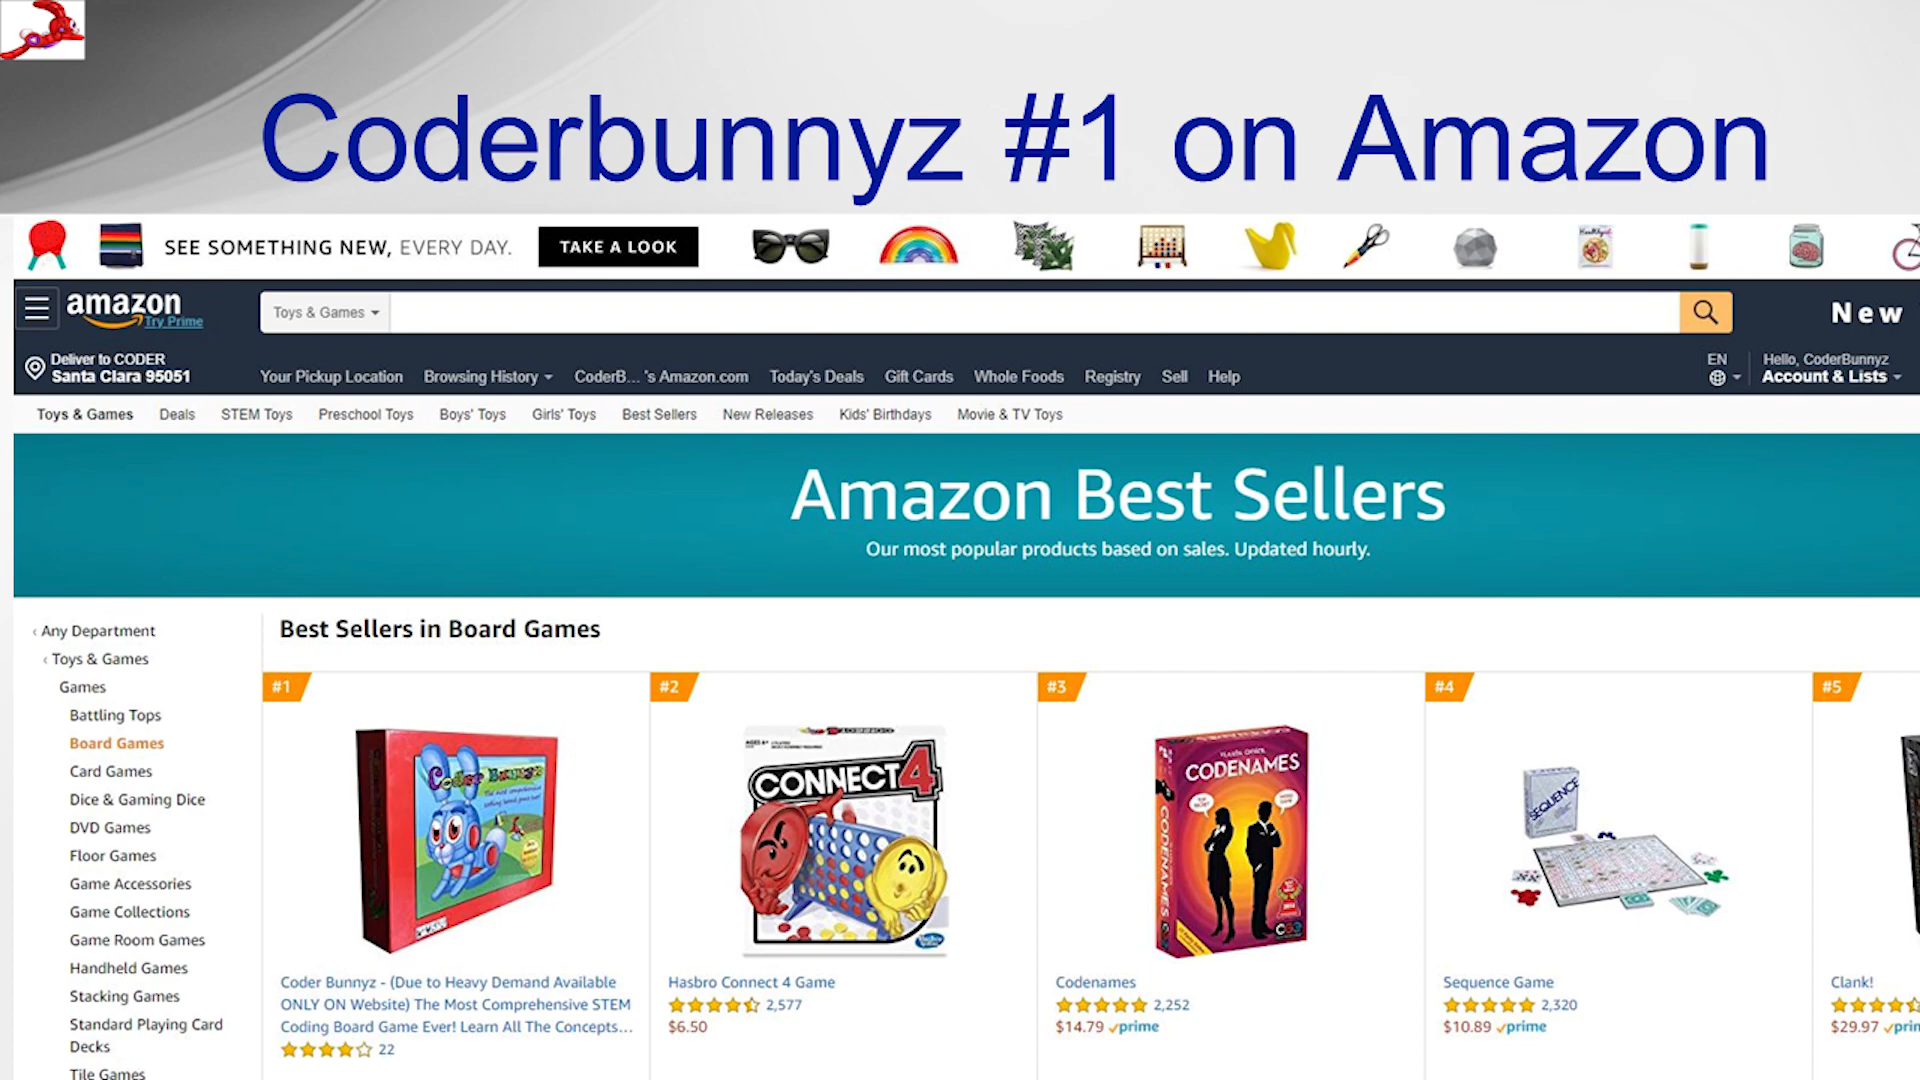 Coderbunnyz #1 on Amazon
SEE SOMETHING NEW, EVERY DAY. TAKE A LOOK
amazon
Try Prime
Toys & Games
New
Deliver to CODER
Santa Clara 95051
Your Pickup Location Browsing History CoderB... 's Amazon.com Today's Deals Gift Cards Whole Foods Registry Sell Help
EN
Hello, CoderBunnyz
Account & Lists
Toys & Games Deals STEM Toys Preschool Toys Boys' Toys Girls' Toys Best Sellers New Releases Kids' Birthdays Movie & TV Toys
Amazon Best Sellers
Our most popular products based on sales. Updated hourly.
‹ Any Department
‹ Toys & Games
Games
Battling Tops
Board Games
Card Games
Dice & Gaming Dice
DVD Games
Floor Games
Game Accessories
Game Collections
Game Room Games
Handheld Games
Stacking Games
Standard Playing Card
Decks
Tile Games
Best Sellers in Board Games
#1
Coder Bunnyz
Coder Bunnyz - (Due to Heavy Demand Available
ONLY ON Website) The Most Comprehensive STEM
Coding Board Game Ever! Learn All The Concepts...
22
#2
CONNECT 4
Hasbro Connect 4 Game
2,577
$6.50
#3
CODENAMES
CODENAMES
CGE
Codenames
2,252
$14.79 prime
#4
SEQUENCE
Sequence Game
2,320
$10.89 prime
#5
Clank!
$29.97